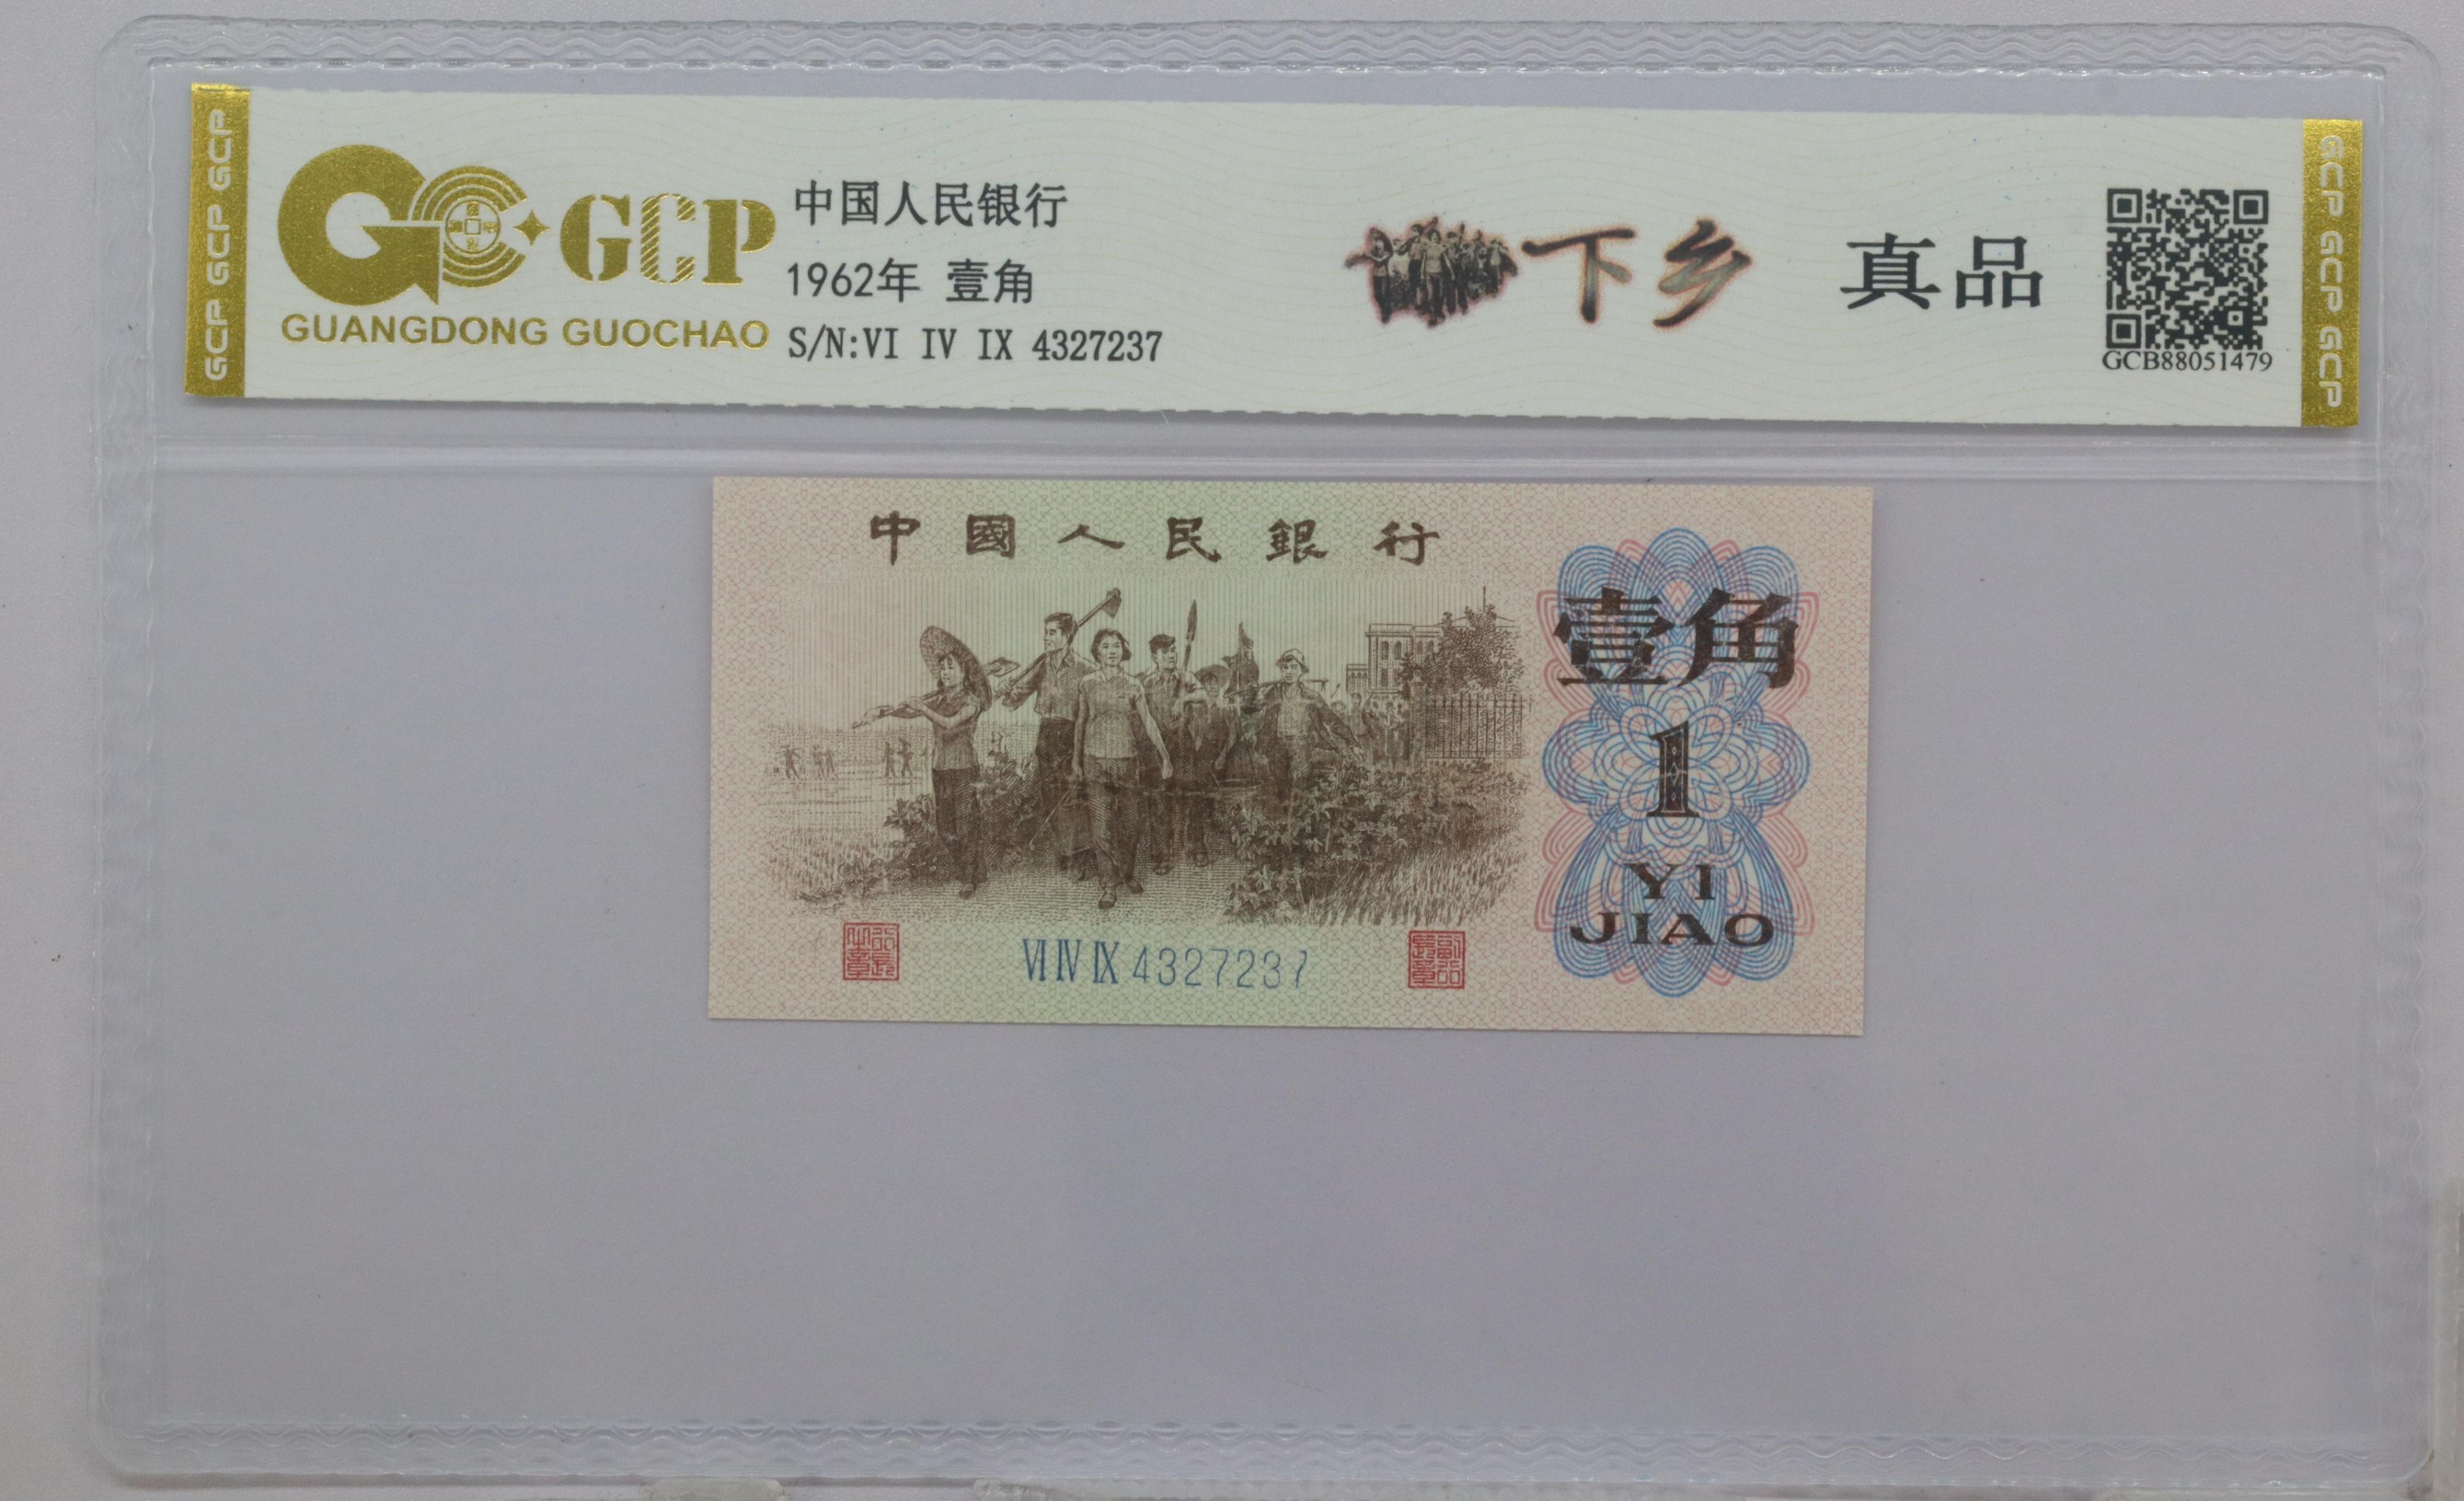 GCP GCP GCP
GCP
GUANGDONG GUOCHAO
中国人民银行
1962年 壹角
S/N:VI IV IX 4327237
下乡
真品
GCB88051479
GCP GCP GCP
中國人民銀行
壹角
1
YI
JIAO
VI IV IX 4327237